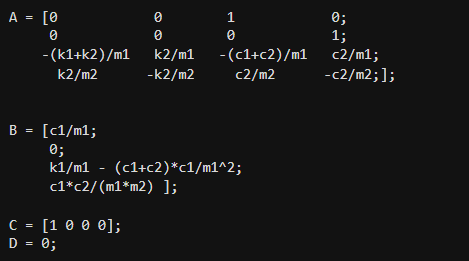 A = [0 0 1 0;
0 0 0 1;
-(k1+k2)/m1 k2/m1 -(c1+c2)/m1 c2/m1;
k2/m2 -k2/m2 c2/m2 -c2/m2;];
B = [c1/m1;
0;
k1/m1 - (c1+c2)*c1/m1^2;
c1*c2/(m1*m2) ];
C = [1 0 0 0];
D = 0;